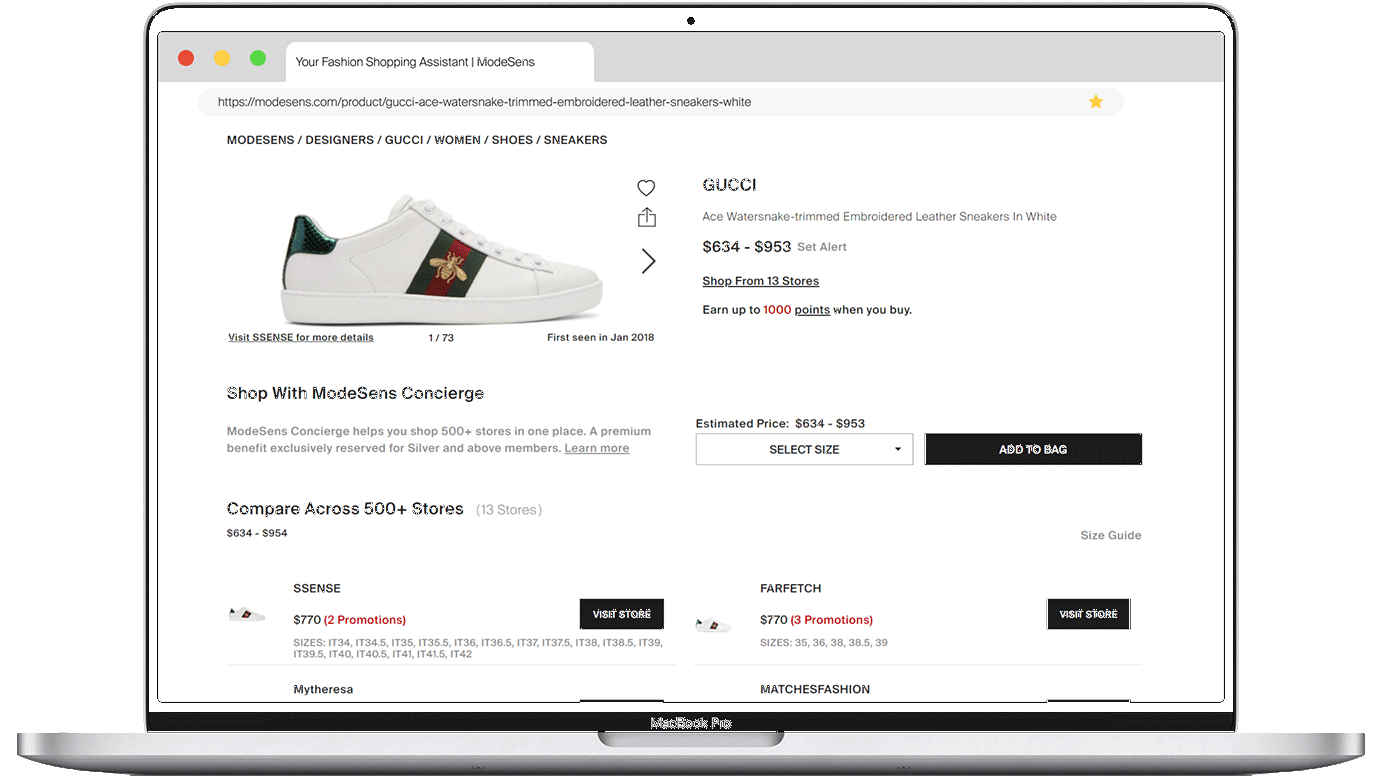 Your Fashion Shopping Assistant | ModeSens
https://modesens.com/product/gucci-ace-watersnake-trimmed-embroidered-leather-sneakers-white
MODESENS / DESIGNERS / GUCCI / WOMEN / SHOES / SNEAKERS
GUCCI
Ace Watersnake-trimmed Embroidered Leather Sneakers In White
$634 - $953 Set Alert
Shop From 13 Stores
Earn up to 1000 points when you buy.
Visit SSENSE for more details
1 / 73
First seen in Jan 2018
Shop With ModeSens Concierge
ModeSens Concierge helps you shop 500+ stores in one place. A premium
benefit exclusively reserved for Silver and above members. Learn more
Estimated Price: $634 - $953
SELECT SIZE
ADD TO BAG
Compare Across 500+ Stores (13 Stores)
$634 - $954
Size Guide
SSENSE
$770 (2 Promotions)
VISIT STORE
SIZES: IT34, IT34.5, IT35, IT35.5, IT36, IT36.5, IT37, IT37.5, IT38, IT38.5, IT39,
IT39.5, IT40, IT40.5, IT41, IT41.5, IT42
FARFETCH
$770 (3 Promotions)
VISIT STORE
SIZES: 35, 36, 38, 38.5, 39
Mytheresa
MATCHESFASHION
MacBook Pro